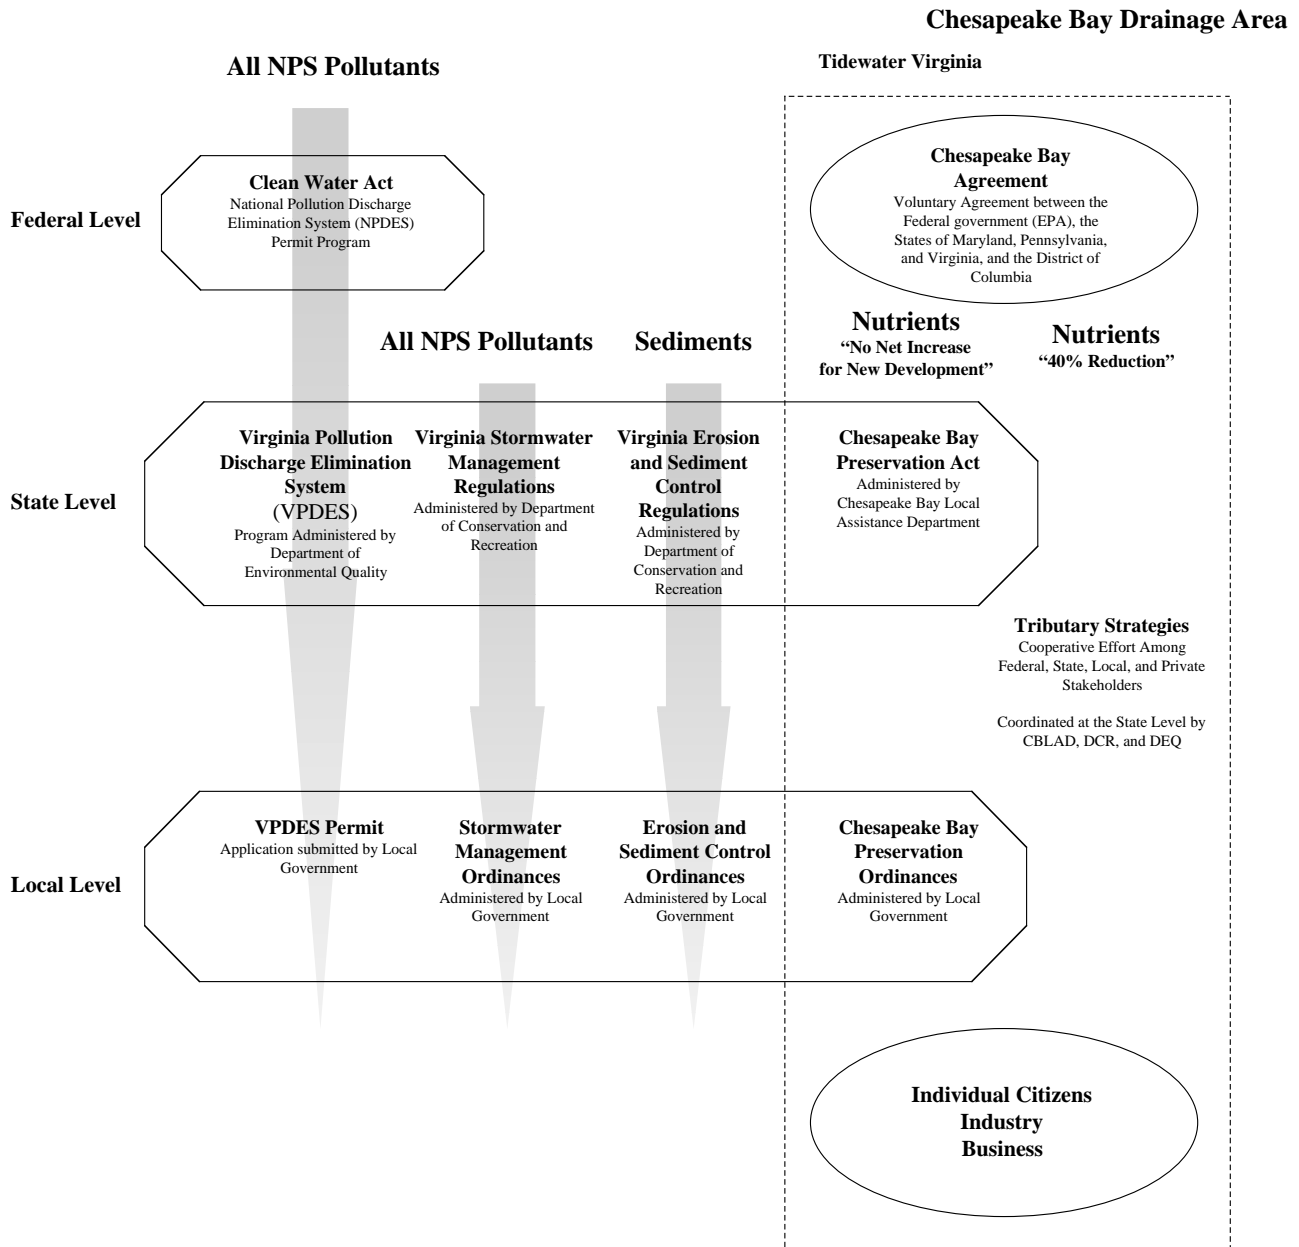 Chesapeake Bay Drainage Area
All NPS Pollutants
Tidewater Virginia
Federal Level
Clean Water Act
National Pollution Discharge
Elimination System (NPDES)
Permit Program
Chesapeake Bay
Agreement
Voluntary Agreement between the
Federal government (EPA), the
States of Maryland, Pennsylvania,
and Virginia, and the District of
Columbia
All NPS Pollutants
Sediments
Nutrients
“No Net Increase
for New Development”
Nutrients
“40% Reduction”
State Level
Virginia Pollution
Discharge Elimination
System
(VPDES)
Program Administered by
Department of
Environmental Quality
Virginia Stormwater
Management
Regulations
Administered by Department
of Conservation and
Recreation
Virginia Erosion
and Sediment
Control
Regulations
Administered by
Department of
Conservation and
Recreation
Chesapeake Bay
Preservation Act
Administered by
Chesapeake Bay Local
Assistance Department
Tributary Strategies
Cooperative Effort Among
Federal, State, Local, and Private
Stakeholders
Coordinated at the State Level by
CBLAD, DCR, and DEQ
Local Level
VPDES Permit
Application submitted by Local
Government
Stormwater
Management
Ordinances
Administered by Local
Government
Erosion and
Sediment Control
Ordinances
Administered by Local
Government
Chesapeake Bay
Preservation
Ordinances
Administered by Local
Government
Individual Citizens
Industry
Business